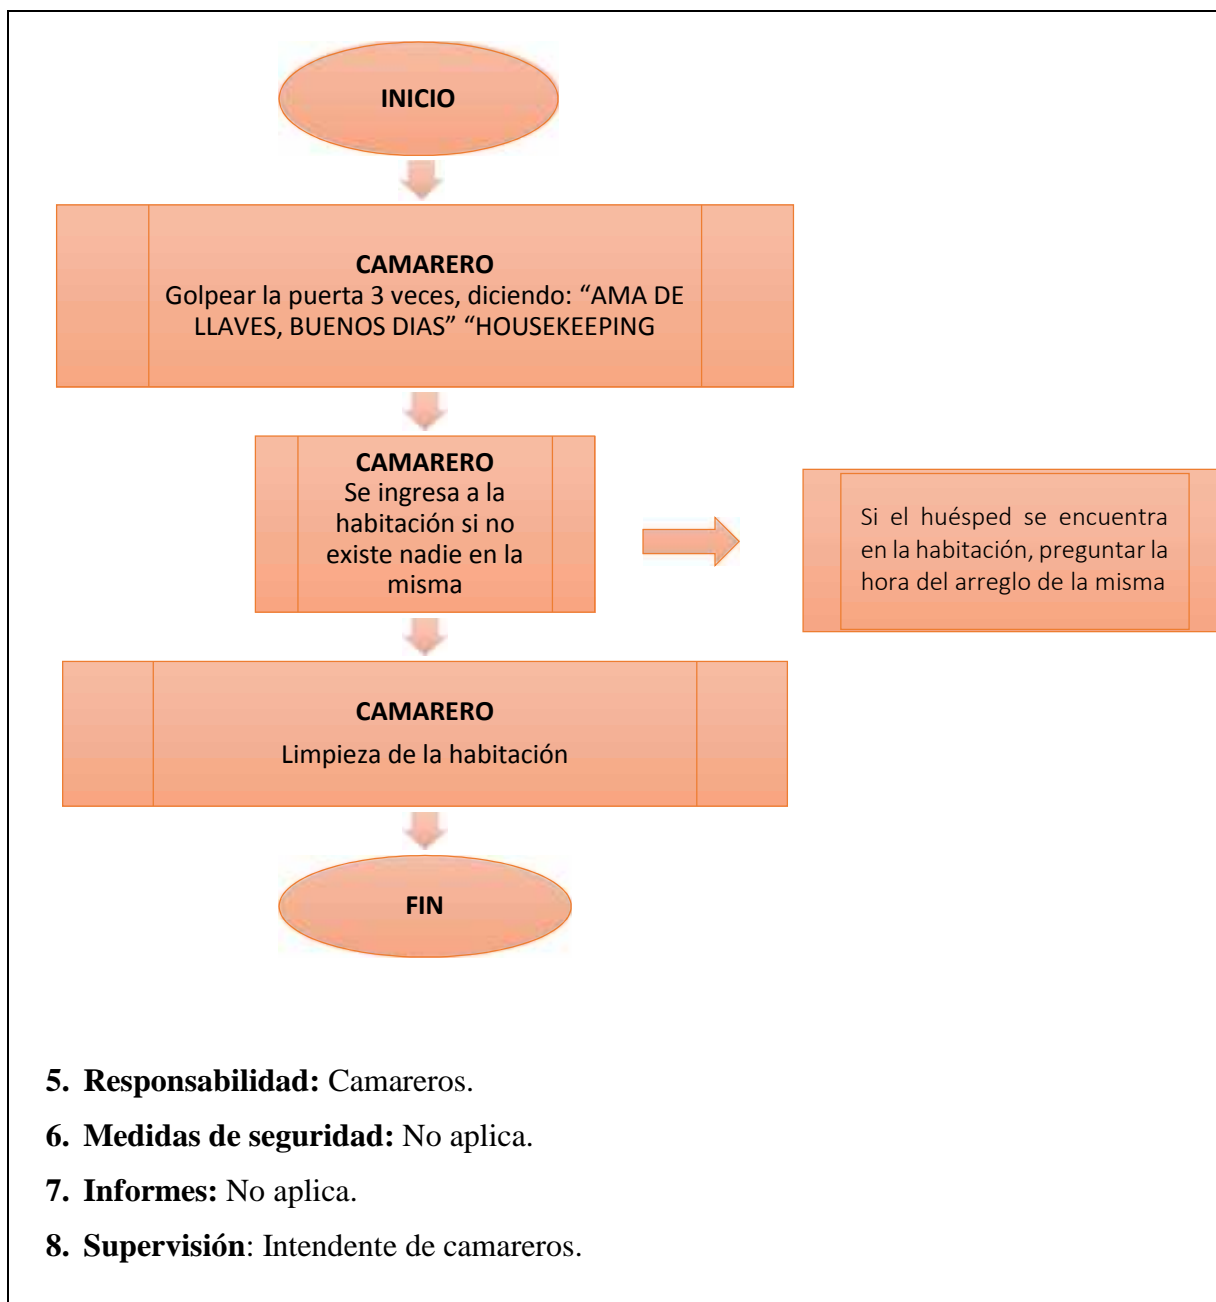 INICIO
CAMARERO
Golpear la puerta 3 veces, diciendo: “AMA DE
LLAVES, BUENOS DIAS” “HOUSEKEEPING
CAMARERO
Se ingresa a la
habitación si no
existe nadie en la
misma
Si el huésped se encuentra
en la habitación, preguntar la
hora del arreglo de la misma
CAMARERO
Limpieza de la habitación
FIN
5. Responsabilidad: Camareros.
6. Medidas de seguridad: No aplica.
7. Informes: No aplica.
8. Supervisión: Intendente de camareros.